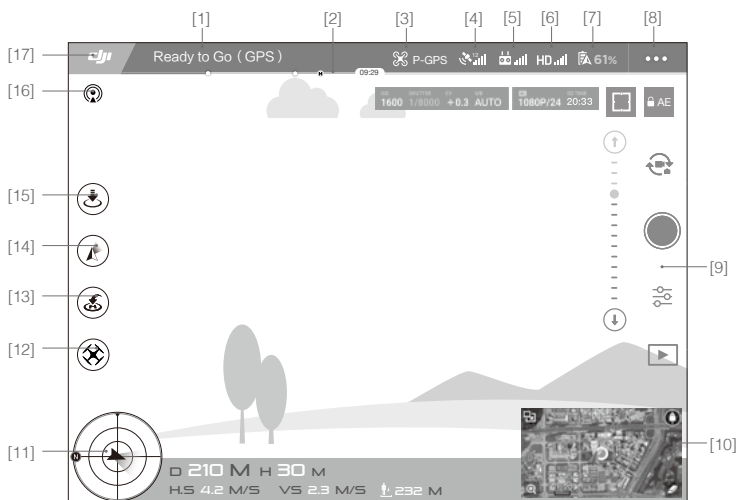 [1] [2] [3] [4] [5] [6] [7] [8]
[17] dji Ready to Go (GPS) P-GPS HD 61%
[16] H 09:29
1600 1/8000 +0.3 AUTO 1080P/24 20:33 AE
[15]
[14]
[9]
[13] H
[12]
[11] N [10]
D 210 M H 30 M
H.S 4.2 M/S VS 2.3 M/S 232 M